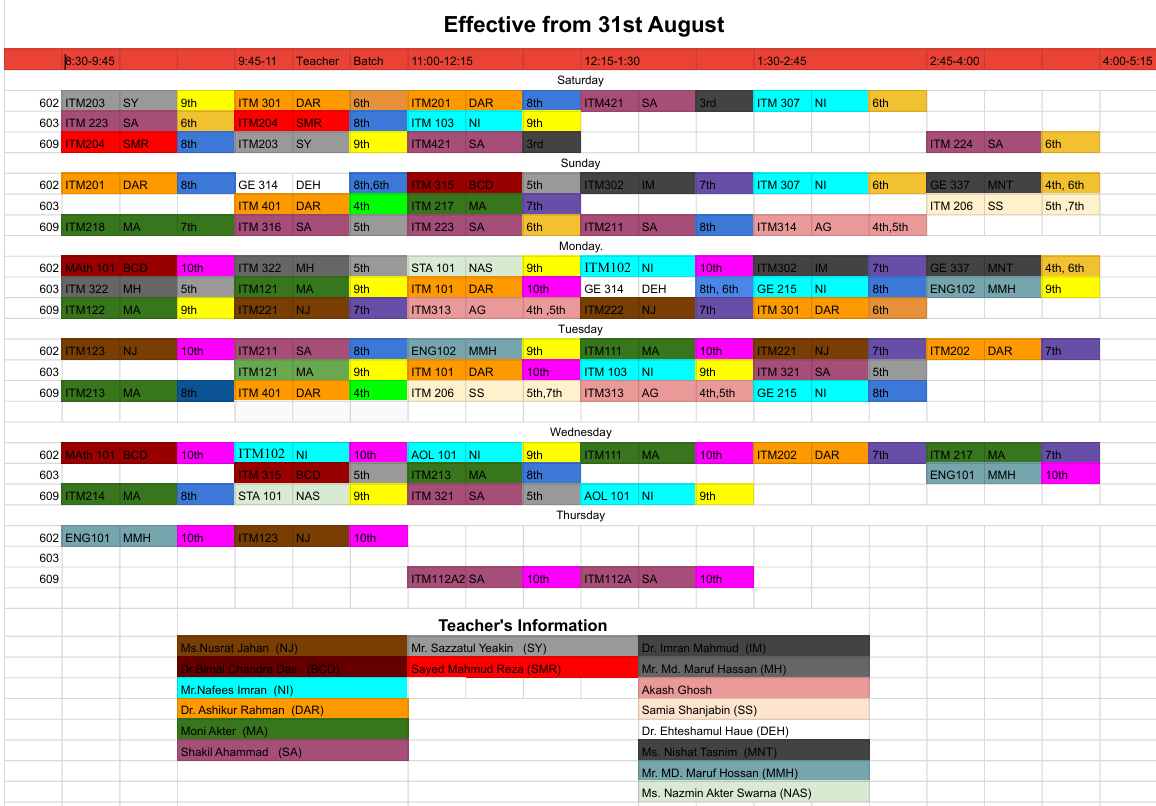 Effective from 31st August
8:30-9:45 9:45-11 Teacher Batch 11:00-12:15 12:15-1:30 1:30-2:45 2:45-4:00 4:00-5:15
Saturday
602 ITM203 SY 9th ITM 301 DAR 6th ITM201 DAR 8th ITM421 SA 3rd ITM 307 NI 6th
603 ITM 223 SA 6th ITM204 SMR 8th ITM 103 NI 9th
609 ITM204 SMR 8th ITM203 SY 9th ITM421 SA 3rd ITM 224 SA 6th
Sunday
602 ITM201 DAR 8th GE 314 DEH 8th,6th ITM 315 BCD 5th ITM302 IM 7th ITM 307 NI 6th GE 337 MNT 4th, 6th
603 ITM 401 DAR 4th ITM 217 MA 7th ITM 206 SS 5th ,7th
609 ITM218 MA 7th ITM 316 SA 5th ITM 223 SA 6th ITM211 SA 8th ITM314 AG 4th,5th
Monday.
602 MAth 101 BCD 10th ITM 322 MH 5th STA 101 NAS 9th ITM102 NI 10th ITM302 IM 7th GE 337 MNT 4th, 6th
603 ITM 322 MH 5th ITM121 MA 9th ITM 101 DAR 10th GE 314 DEH 8th, 6th GE 215 NI 8th ENG102 MMH 9th
609 ITM122 MA 9th ITM221 NJ 7th ITM313 AG 4th ,5th ITM222 NJ 7th ITM 301 DAR 6th
Tuesday
602 ITM123 NJ 10th ITM211 SA 8th ENG102 MMH 9th ITM111 MA 10th ITM221 NJ 7th ITM202 DAR 7th
603 ITM121 MA 9th ITM 101 DAR 10th ITM 103 NI 9th ITM 321 SA 5th
609 ITM213 MA 8th ITM 401 DAR 4th ITM 206 SS 5th,7th ITM313 AG 4th,5th GE 215 NI 8th
Wednesday
602 MAth 101 BCD 10th ITM102 NI 10th AOL 101 NI 9th ITM111 MA 10th ITM202 DAR 7th ITM 217 MA 7th
603 ITM 315 BCD 5th ITM213 MA 8th ENG101 MMH 10th
609 ITM214 MA 8th STA 101 NAS 9th ITM 321 SA 5th AOL 101 NI 9th
Thursday
602 ENG101 MMH 10th ITM123 NJ 10th
603
609 ITM112A2 SA 10th ITM112A SA 10th
Teacher's Information
Ms.Nusrat Jahan (NJ) Mr. Sazzatul Yeakin (SY) Dr. Imran Mahmud (IM)
Dr.Bimal Chandra Das (BCD) Sayed Mahmud Reza (SMR) Mr. Md. Maruf Hassan (MH)
Mr.Nafees Imran (NI) Akash Ghosh
Dr. Ashikur Rahman (DAR) Samia Shanjabin (SS)
Moni Akter (MA) Dr. Ehteshamul Haue (DEH)
Shakil Ahammad (SA) Ms. Nishat Tasnim (MNT)
Mr. MD. Maruf Hossan (MMH)
Ms. Nazmin Akter Swarna (NAS)